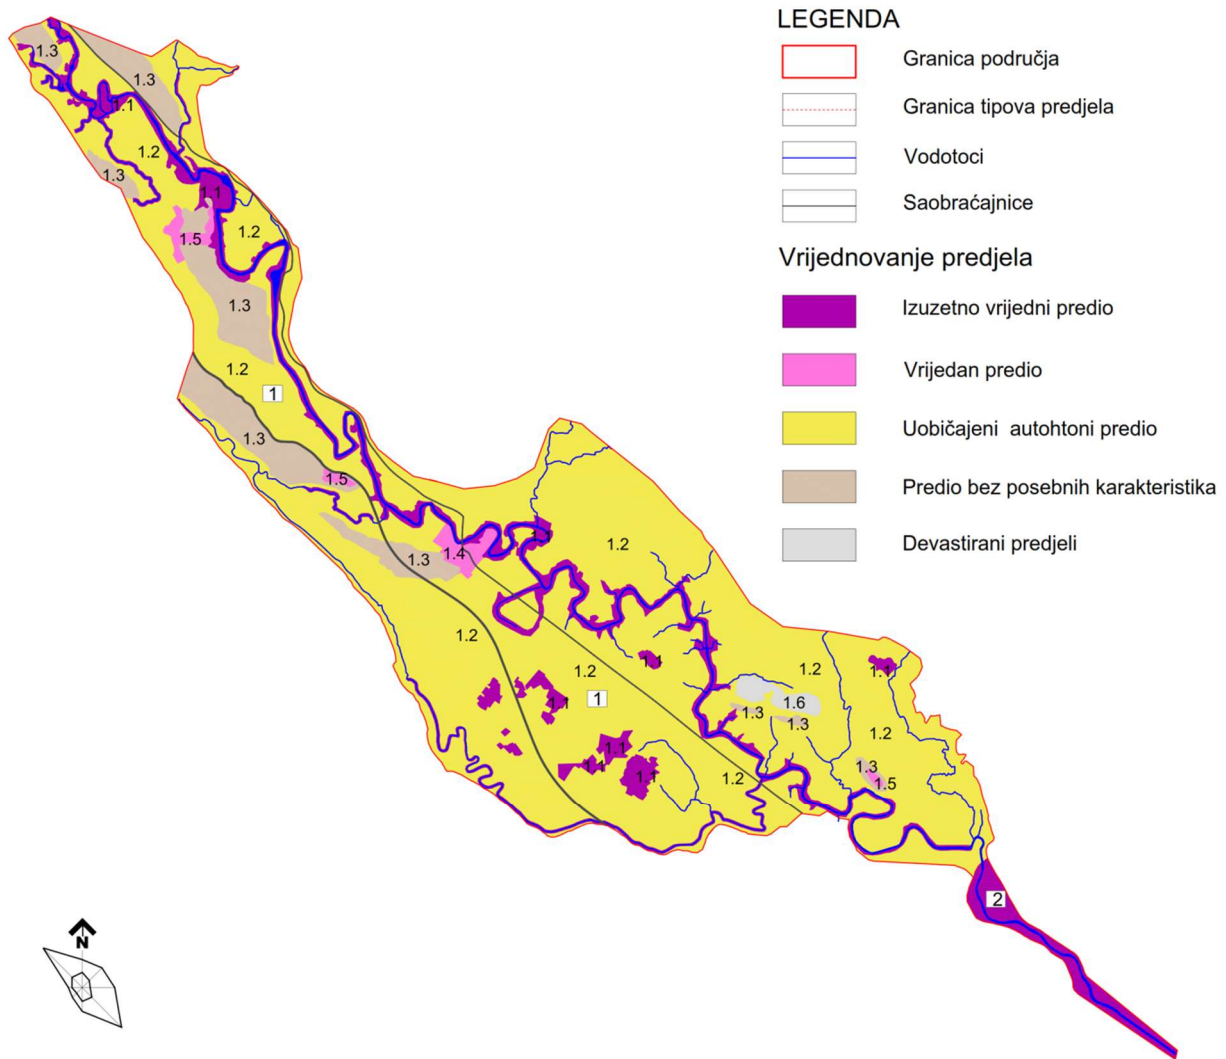 LEGENDA
Granica područja
Granica tipova predjela
Vodotoci
Saobraćajnice
Vrijednovanje predjela
Izuzetno vrijedni predio
Vrijedan predio
Uobičajeni autohtoni predio
Predio bez posebnih karakteristika
Devastirani predjeli
1.3
1.3
1.1
1.2
1.3
1.1
1.2
1.5
1.3
1.2
1
1.3
1.5
1.1
1.2
1.4
1.3
1.2
1.1
1.2
1.2
1.1
1
1.1
1.6
1.3
1.3
1.2
1.1
1.1
1.1
1.2
1.3
1.5
2
N